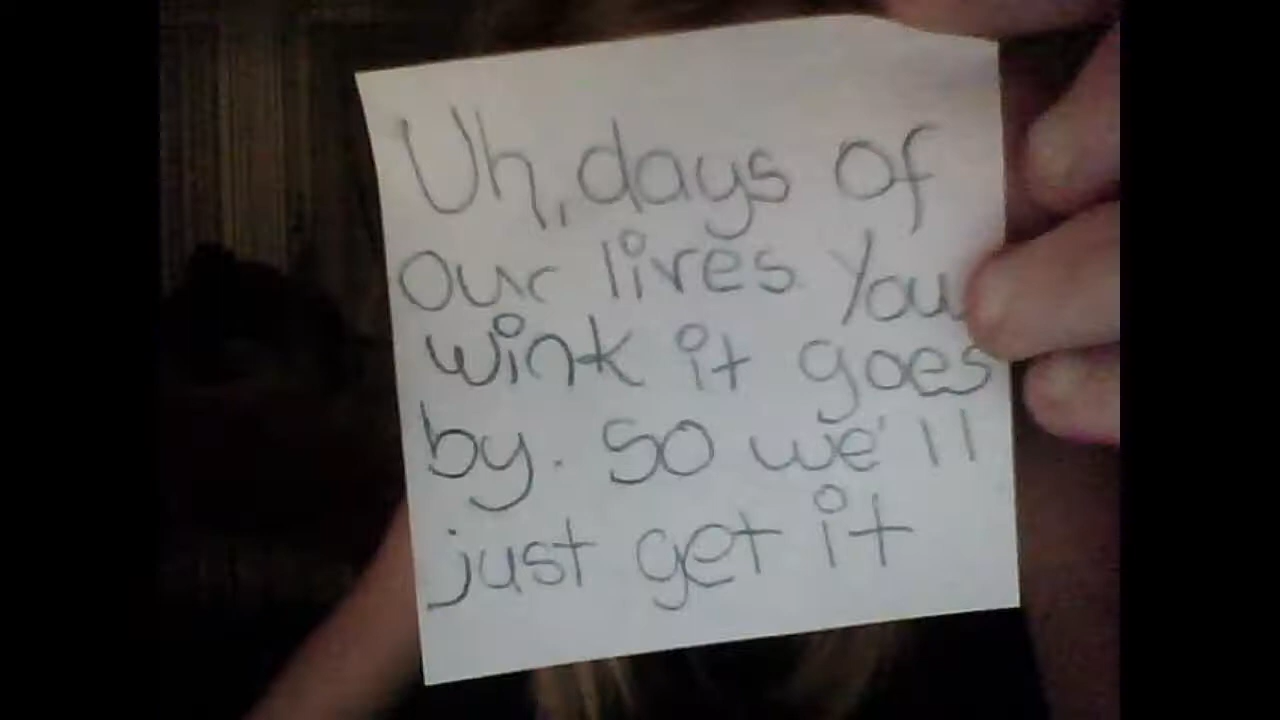 Uh, days of
our lives You
wink it goes
by. So we'll
just get it